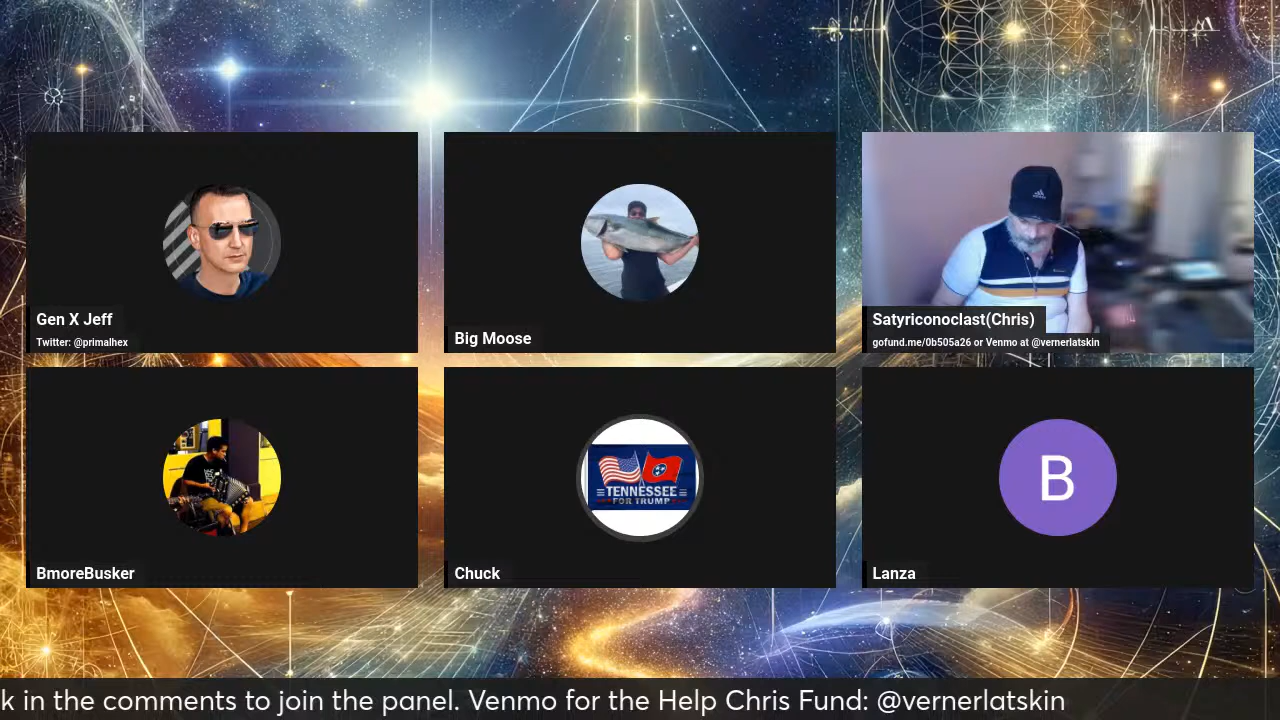 Gen X Jeff
Twitter: @primalhex
Big Moose
Satyriconoclast(Chris)
gofund.me/0b505a26 or Venmo at @vernerlatskin
BmoreBusker
TENNESSEE
FOR TRUMP
Chuck
B
Lanza
k in the comments to join the panel. Venmo for the Help Chris Fund: @vernerlatskin